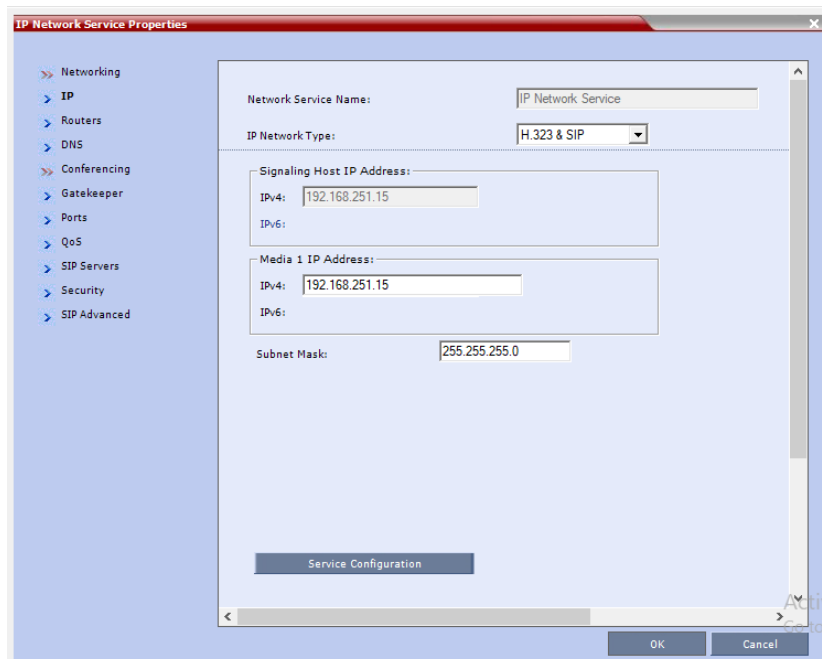 IP Network Service Properties
Networking
IP
Routers
DNS
Conferencing
Gatekeeper
Ports
QoS
SIP Servers
Security
SIP Advanced
Network Service Name: IP Network Service
IP Network Type: H.323 & SIP
Signaling Host IP Address:
IPv4: 192.168.251.15
IPv6:
Media 1 IP Address:
IPv4: 192.168.251.15
IPv6:
Subnet Mask: 255.255.255.0
Service Configuration
Acti
Go to
OK Cancel